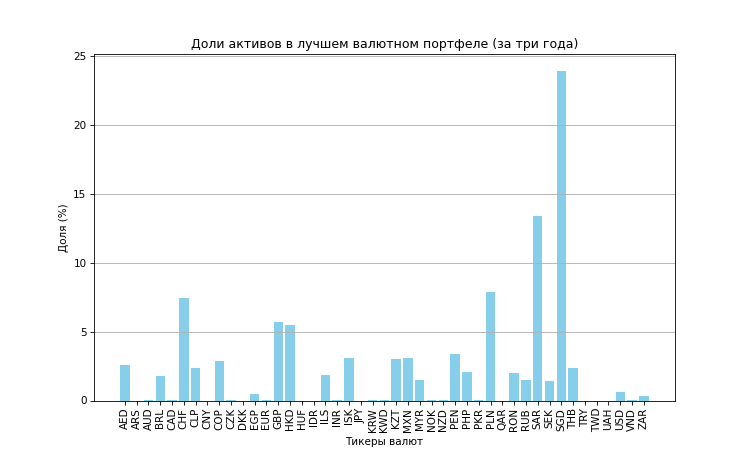 Доли активов в лучшем валютном портфеле (за три года)
Доля (%)
25
20
15
10
5
0
AED ARS AUD BRL CAD CHF CLP CNY COP CZK DKK EGP EUR GBP HKD HUF IDR ILS INR ISK JPY KRW KWD KZT MXN MYR NOK NZD PEN PHP PKR PLN QAR RON RUB SAR SEK SGD THB TRY TWD UAH USD VND ZAR
Тикеры валют